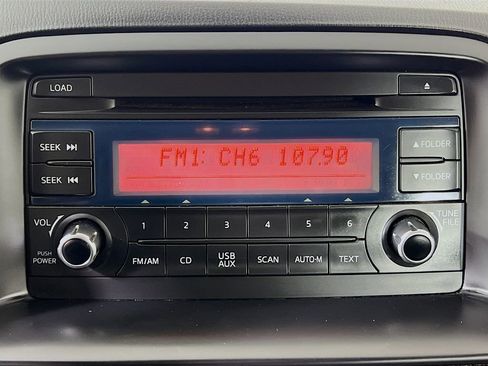 LOAD
⏏
SEEK ⏭
SEEK ⏮
FM1: CH6 107.90
▲ FOLDER
▼ FOLDER
VOL
PUSH
POWER
1 2 3 4 5 6
FM/AM CD USB AUX SCAN AUTO-M TEXT
TUNE
FILE